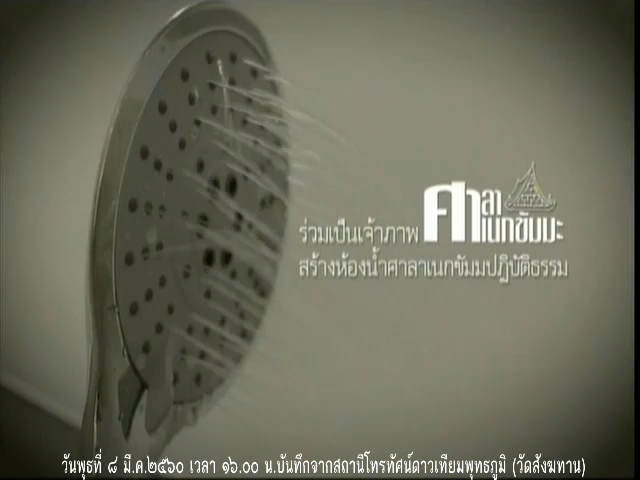 ร่วมเป็นเจ้าภาพ ศาลาเนกขัมมะ
สร้างห้องน้ำศาลาเนกขัมมปฏิบัติธรรม
วันพุธที่ ๘ มี.ค.๒๕๖๐ เวลา ๑๖.๐๐ น.บันทึกจากสถานีโทรทัศน์ดาวเทียมพุทธภูมิ (วัดสังฆทาน)